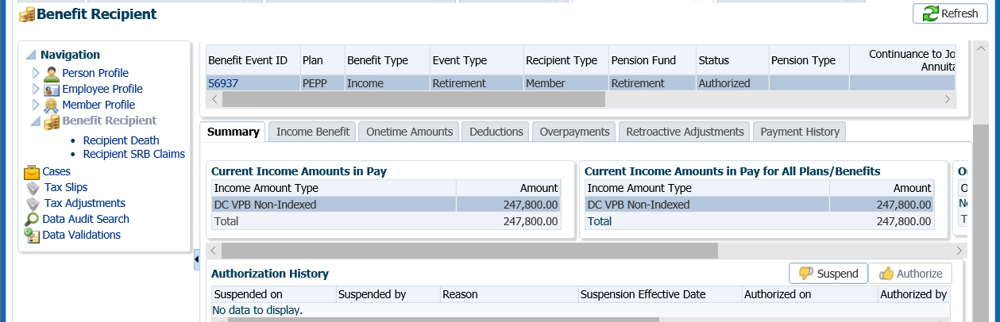 Benefit Recipient
Refresh
Navigation
Person Profile
Employee Profile
Member Profile
Benefit Recipient
Recipient Death
Recipient SRB Claims
Cases
Tax Slips
Tax Adjustments
Data Audit Search
Data Validations
Benefit Event ID Plan Benefit Type Event Type Recipient Type Pension Fund Status Pension Type Continuance to Jo
Annuita
56937 PEPP Income Retirement Member Retirement Authorized
Summary Income Benefit Onetime Amounts Deductions Overpayments Retroactive Adjustments Payment History
Current Income Amounts in Pay
Income Amount Type Amount
DC VPB Non-Indexed 247,800.00
Total 247,800.00
Current Income Amounts in Pay for All Plans/Benefits
Income Amount Type Amount
DC VPB Non-Indexed 247,800.00
Total 247,800.00
Authorization History
Suspend Authorize
Suspended on Suspended by Reason Suspension Effective Date Authorized on Authorized by
No data to display.